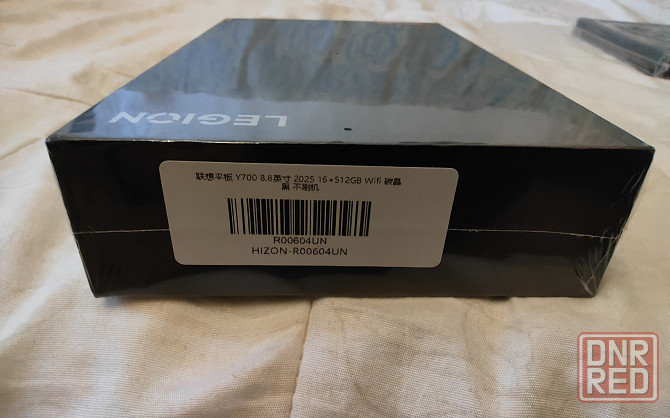 LEGION
联想平板 Y700 8.8英寸 2025 16+512GB Wifi 碳晶
黑 不刷机
R00604UN
HIZON-R00604UN
DNR
RED